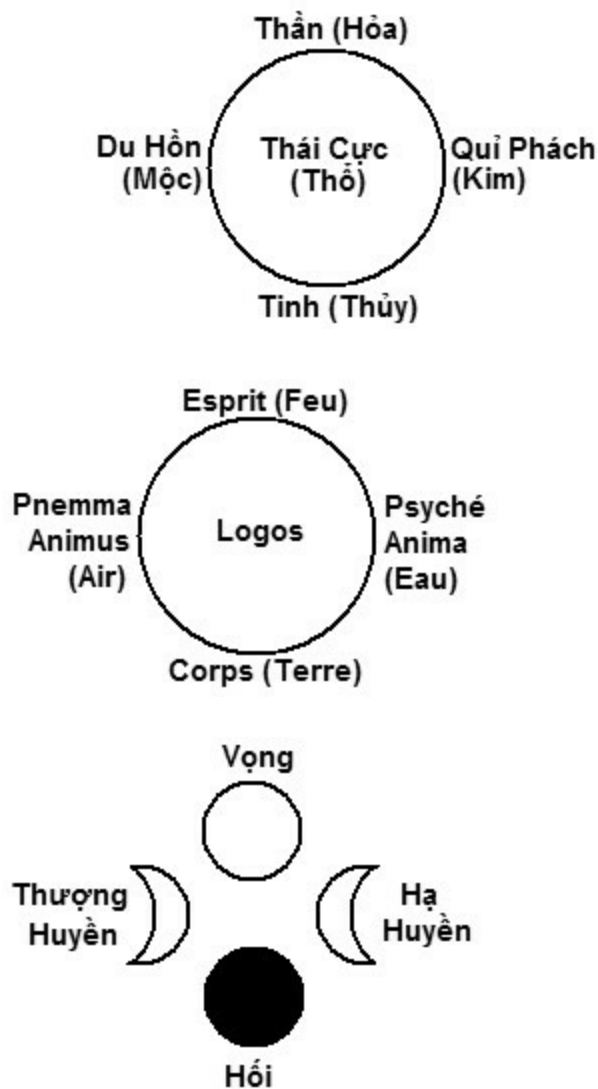 Thần (Hỏa)
Du Hồn
(Mộc)
Thái Cực
(Thổ)
Quỉ Phách
(Kim)
Tinh (Thủy)
Esprit (Feu)
Pnemma
Animus
(Air)
Logos
Psyché
Anima
(Eau)
Corps (Terre)
Vọng
Thượng
Huyền
Hạ
Huyền
Hối